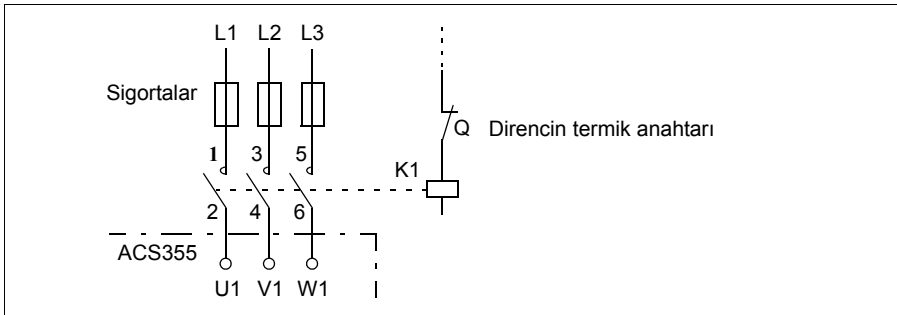 L1 L2 L3
Sigortalar
Q Direncin termik anahtarı
1 3 5
K1
2 4 6
ACS355
U1 V1 W1